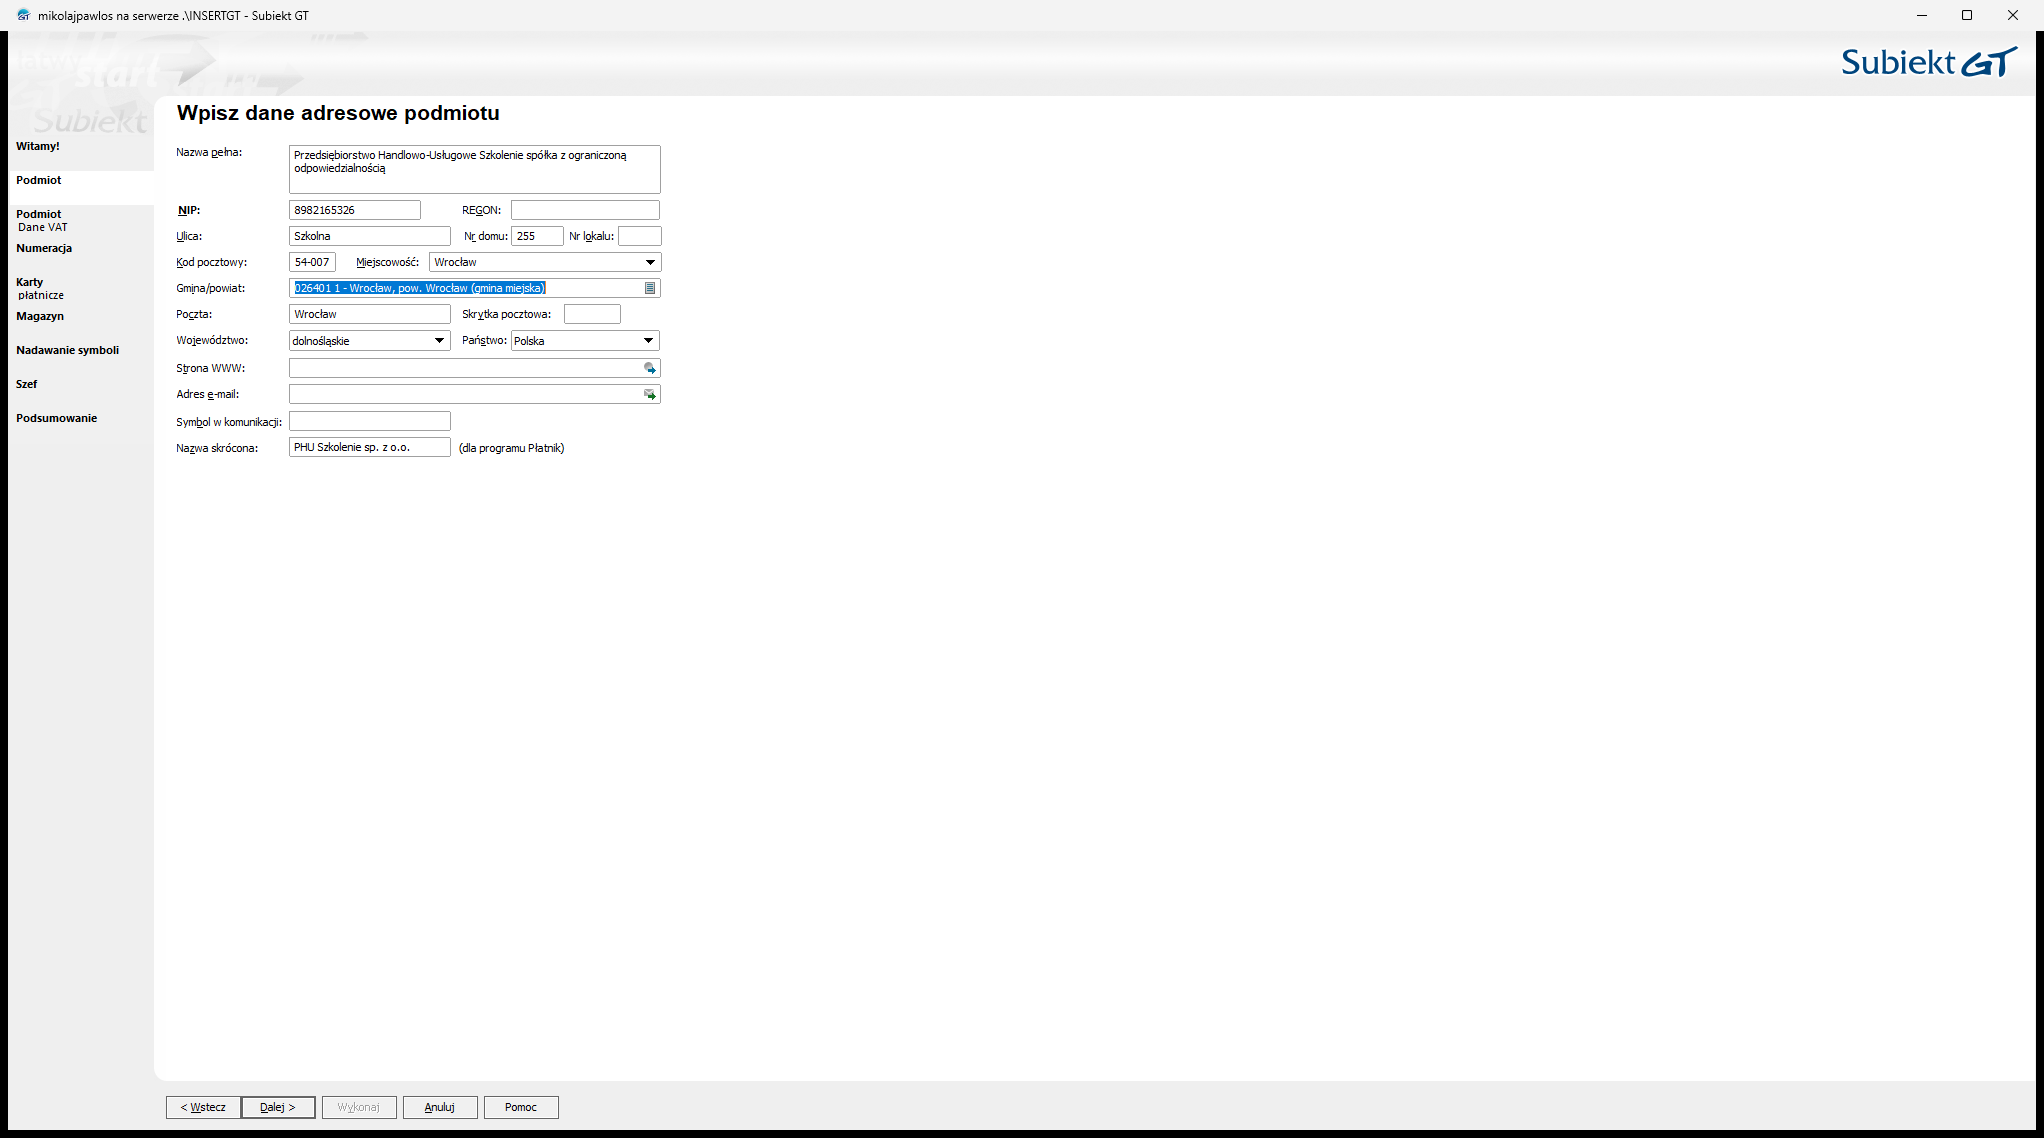 mikolajpawlos na serwerze .\INSERTGT - Subiekt GT
start
Subiekt
Subiekt GT
Wpisz dane adresowe podmiotu
Witamy!
Podmiot
Podmiot
Dane VAT
Numeracja
Karty
płatnicze
Magazyn
Nadawanie symboli
Szef
Podsumowanie
Nazwa pełna: Przedsiębiorstwo Handlowo-Usługowe Szkolenie spółka z ograniczoną
odpowiedzialnością
NIP: 8982165326 REGON:
Ulica: Szkolna Nr domu: 255 Nr lokalu:
Kod pocztowy: 54-007 Miejscowość: Wrocław
Gmina/powiat: 026401 1 - Wrocław, pow. Wrocław (gmina miejska)
Poczta: Wrocław Skrytka pocztowa:
Województwo: dolnośląskie Państwo: Polska
Strona WWW:
Adres e-mail:
Symbol w komunikacji:
Nazwa skrócona: PHU Szkolenie sp. z o.o. (dla programu Płatnik)
< Wstecz Dalej > Wykonaj Anuluj Pomoc